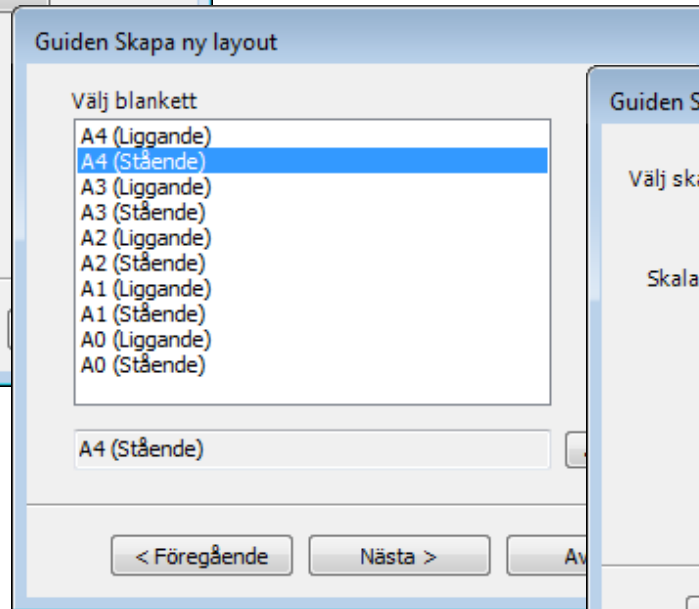 Guiden Skapa ny layout
Välj blankett
A4 (Liggande)
A4 (Stående)
A3 (Liggande)
A3 (Stående)
A2 (Liggande)
A2 (Stående)
A1 (Liggande)
A1 (Stående)
A0 (Liggande)
A0 (Stående)
A4 (Stående)
< Föregående
Nästa >
Av
Guiden S
Välj ska
Skala